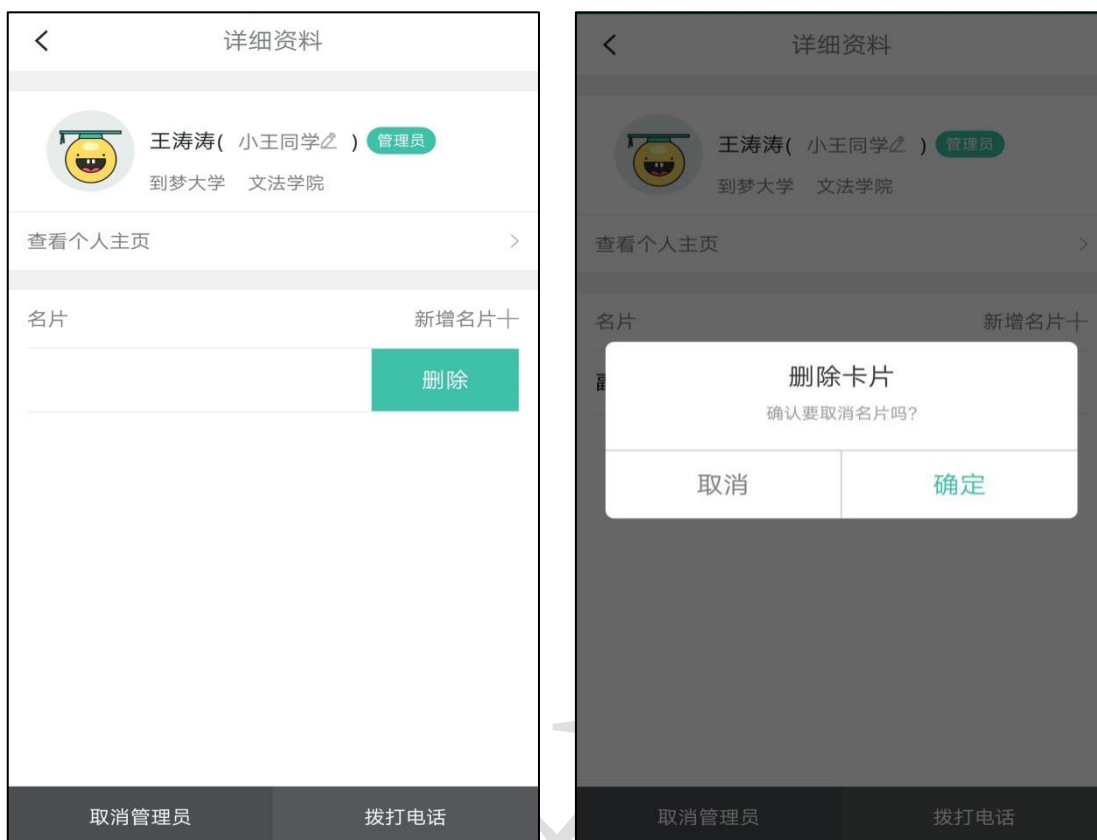 详细资料
王涛涛( 小王同学 ) 管理员
到梦大学 文法学院
查看个人主页
名片 新增名片
删除
取消管理员 拨打电话
详细资料
王涛涛( 小王同学 ) 管理员
到梦大学 文法学院
查看个人主页
名片 新增名片
删除卡片
确认要取消名片吗?
取消 确定
取消管理员 拨打电话